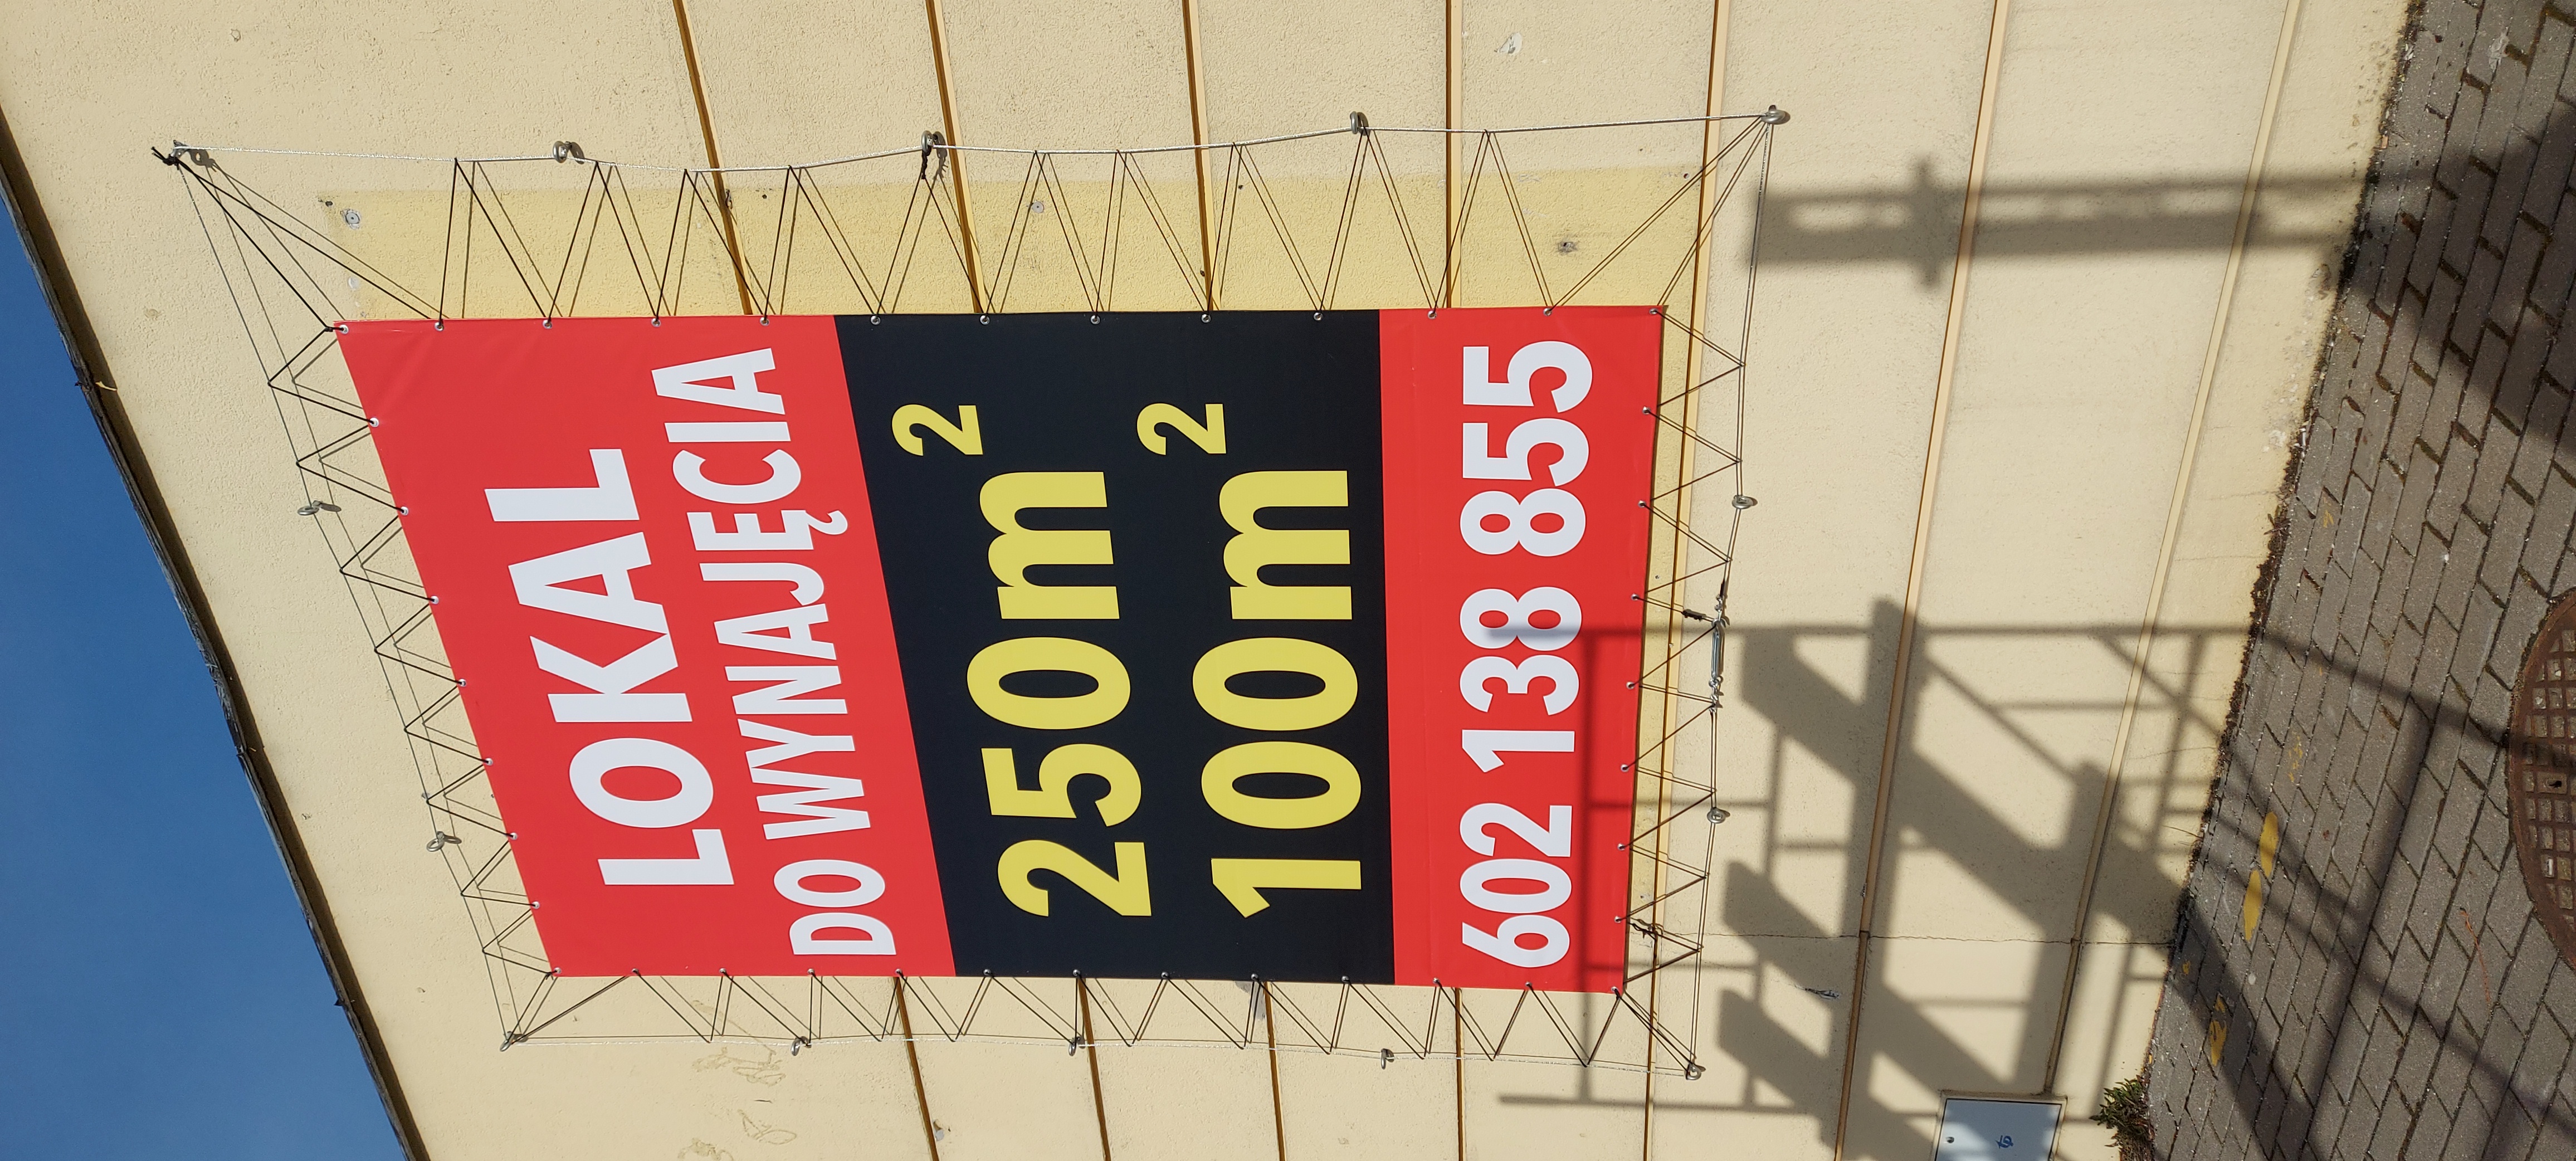 LOKAL
DO WYNAJĘCIA
250m²
100m²
602 138 855